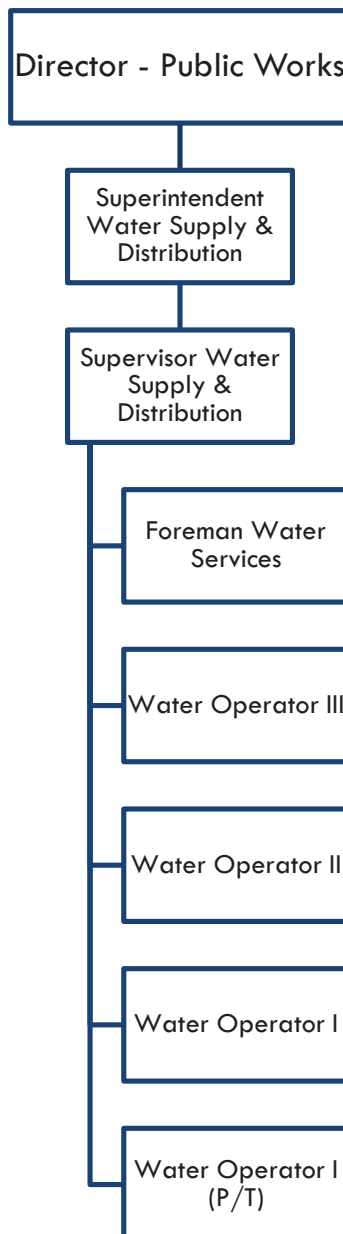 Director - Public Works
Superintendent
Water Supply &
Distribution
Supervisor Water
Supply &
Distribution
Foreman Water
Services
Water Operator III
Water Operator II
Water Operator I
Water Operator I
(P/T)